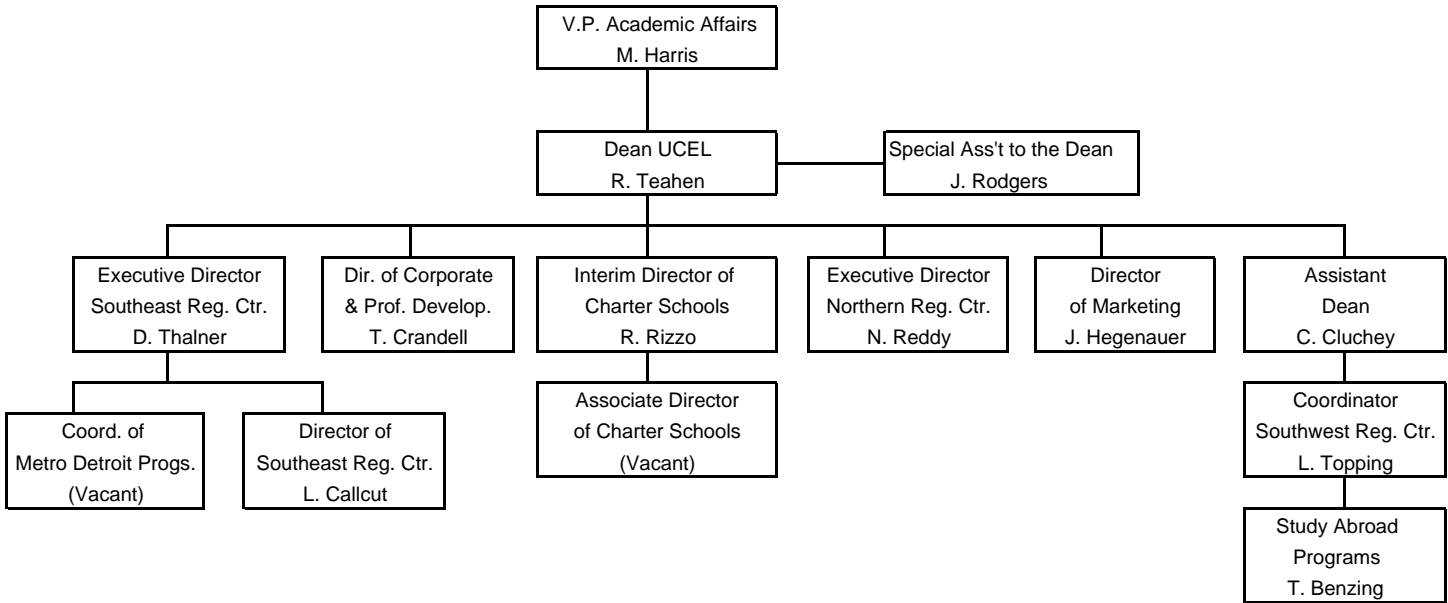 V.P. Academic Affairs
M. Harris
Dean UCEL
R. Teahen
Special Ass't to the Dean
J. Rodgers
Executive Director
Southeast Reg. Ctr.
D. Thalner
Dir. of Corporate
& Prof. Develop.
T. Crandell
Interim Director of
Charter Schools
R. Rizzo
Executive Director
Northern Reg. Ctr.
N. Reddy
Director
of Marketing
J. Hegenauer
Assistant
Dean
C. Cluchey
Coord. of
Metro Detroit Progs.
(Vacant)
Director of
Southeast Reg. Ctr.
L. Callcut
Associate Director
of Charter Schools
(Vacant)
Coordinator
Southwest Reg. Ctr.
L. Topping
Study Abroad
Programs
T. Benzing